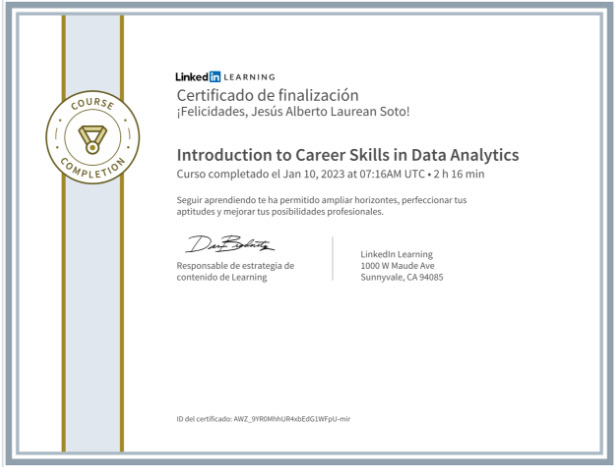 LinkedIn LEARNING
Certificado de finalización
¡Felicidades, Jesús Alberto Laurean Soto!
COURSE
COMPLETION
Introduction to Career Skills in Data Analytics
Curso completado el Jan 10, 2023 at 07:16AM UTC • 2 h 16 min
Seguir aprendiendo te ha permitido ampliar horizontes, perfeccionar tus
aptitudes y mejorar tus posibilidades profesionales.
Responsable de estrategia de
contenido de Learning
LinkedIn Learning
1000 W Maude Ave
Sunnyvale, CA 94085
ID del certificado: AWZ_9YR0MhhUR4xbEdG1WFpU-mir